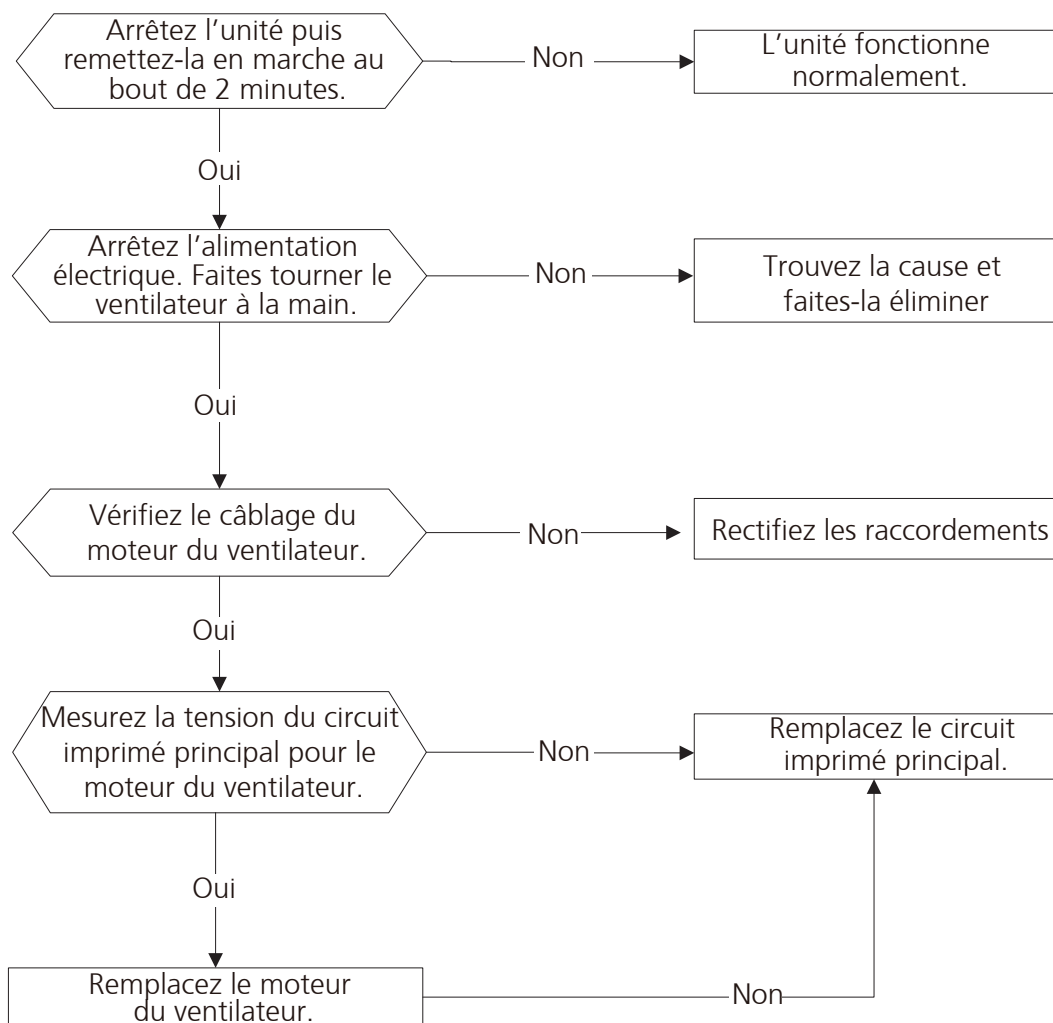 Arrêtez l'unité puis
remettez-la en marche au
bout de 2 minutes.
Non
L'unité fonctionne
normalement.
Oui
Arrêtez l'alimentation
électrique. Faites tourner le
ventilateur à la main.
Non
Trouvez la cause et
faites-la éliminer
Oui
Vérifiez le câblage du
moteur du ventilateur.
Non
Rectifiez les raccordements
Oui
Mesurez la tension du circuit
imprimé principal pour le
moteur du ventilateur.
Non
Remplacez le circuit
imprimé principal.
Oui
Remplacez le moteur
du ventilateur.
Non